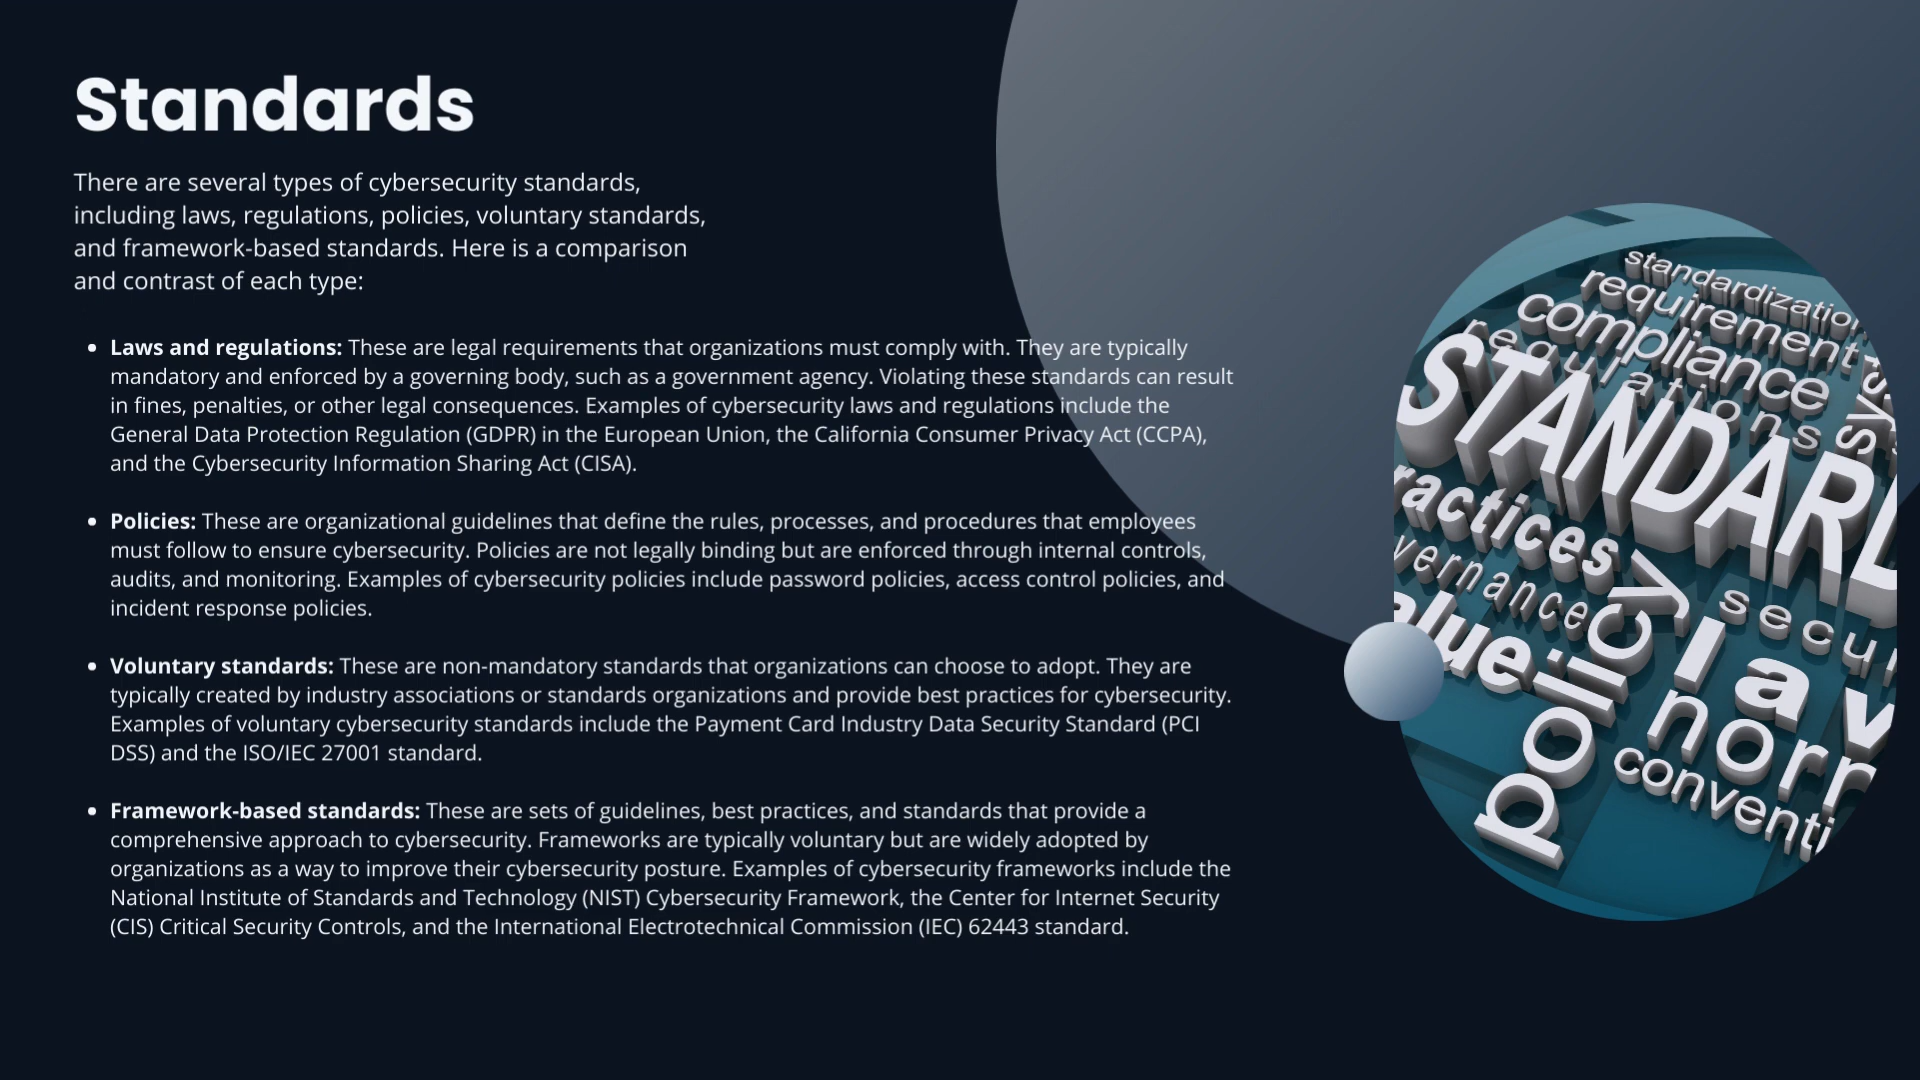 Standards
There are several types of cybersecurity standards,
including laws, regulations, policies, voluntary standards,
and framework-based standards. Here is a comparison
and contrast of each type:
• Laws and regulations: These are legal requirements that organizations must comply with. They are typically
mandatory and enforced by a governing body, such as a government agency. Violating these standards can result
in fines, penalties, or other legal consequences. Examples of cybersecurity laws and regulations include the
General Data Protection Regulation (GDPR) in the European Union, the California Consumer Privacy Act (CCPA),
and the Cybersecurity Information Sharing Act (CISA).
• Policies: These are organizational guidelines that define the rules, processes, and procedures that employees
must follow to ensure cybersecurity. Policies are not legally binding but are enforced through internal controls,
audits, and monitoring. Examples of cybersecurity policies include password policies, access control policies, and
incident response policies.
• Voluntary standards: These are non-mandatory standards that organizations can choose to adopt. They are
typically created by industry associations or standards organizations and provide best practices for cybersecurity.
Examples of voluntary cybersecurity standards include the Payment Card Industry Data Security Standard (PCI
DSS) and the ISO/IEC 27001 standard.
• Framework-based standards: These are sets of guidelines, best practices, and standards that provide a
comprehensive approach to cybersecurity. Frameworks are typically voluntary but are widely adopted by
organizations as a way to improve their cybersecurity posture. Examples of cybersecurity frameworks include the
National Institute of Standards and Technology (NIST) Cybersecurity Framework, the Center for Internet Security
(CIS) Critical Security Controls, and the International Electrotechnical Commission (IEC) 62443 standard.
standardization
requirement
compliance
regulations
STANDARD
ractices
vernance
policy
secur
law
norr
conventi